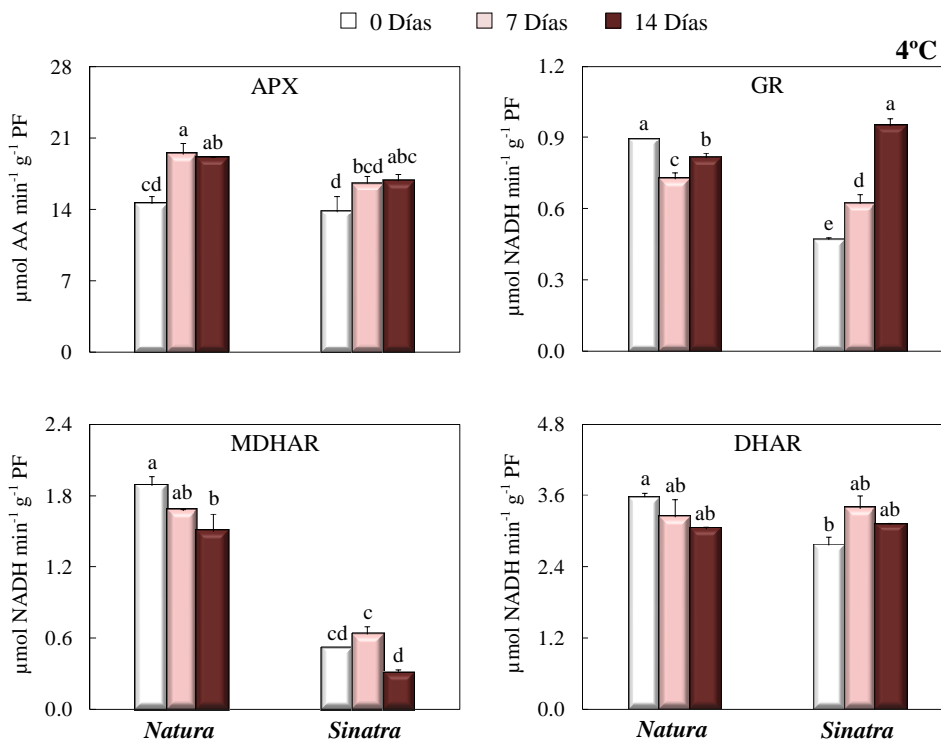 0 Días 7 Días 14 Días
4ºC
APX
µmol AA min-1 g-1 PF
28
21
14
7
0
cd a ab d bcd abc
GR
µmol NADH min-1 g-1 PF
1.2
0.9
0.6
0.3
0.0
a c b e d a
MDHAR
µmol NADH min-1 g-1 PF
2.4
1.8
1.2
0.6
0.0
a ab b cd c d
Natura Sinatra
DHAR
µmol NADH min-1 g-1 PF
4.8
3.6
2.4
1.2
0.0
a ab ab b ab ab
Natura Sinatra